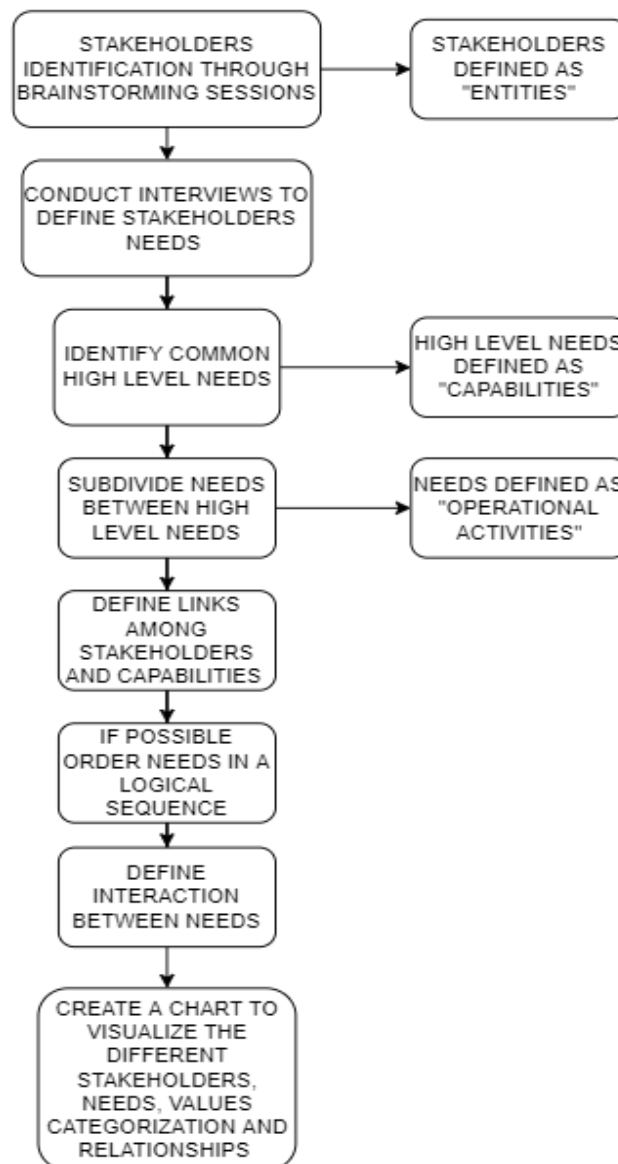 STAKEHOLDERS
IDENTIFICATION THROUGH
BRAINSTORMING SESSIONS
STAKEHOLDERS
DEFINED AS
"ENTITIES"
CONDUCT INTERVIEWS TO
DEFINE STAKEHOLDERS
NEEDS
IDENTIFY COMMON
HIGH LEVEL NEEDS
HIGH LEVEL NEEDS
DEFINED AS
"CAPABILITIES"
SUBDIVIDE NEEDS
BETWEEN HIGH
LEVEL NEEDS
NEEDS DEFINED AS
"OPERATIONAL
ACTIVITIES"
DEFINE LINKS
AMONG
STAKEHOLDERS
AND CAPABILITIES
IF POSSIBLE
ORDER NEEDS IN A
LOGICAL
SEQUENCE
DEFINE
INTERACTION
BETWEEN NEEDS
CREATE A CHART TO
VISUALIZE THE
DIFFERENT
STAKEHOLDERS,
NEEDS, VALUES
CATEGORIZATION AND
RELATIONSHIPS